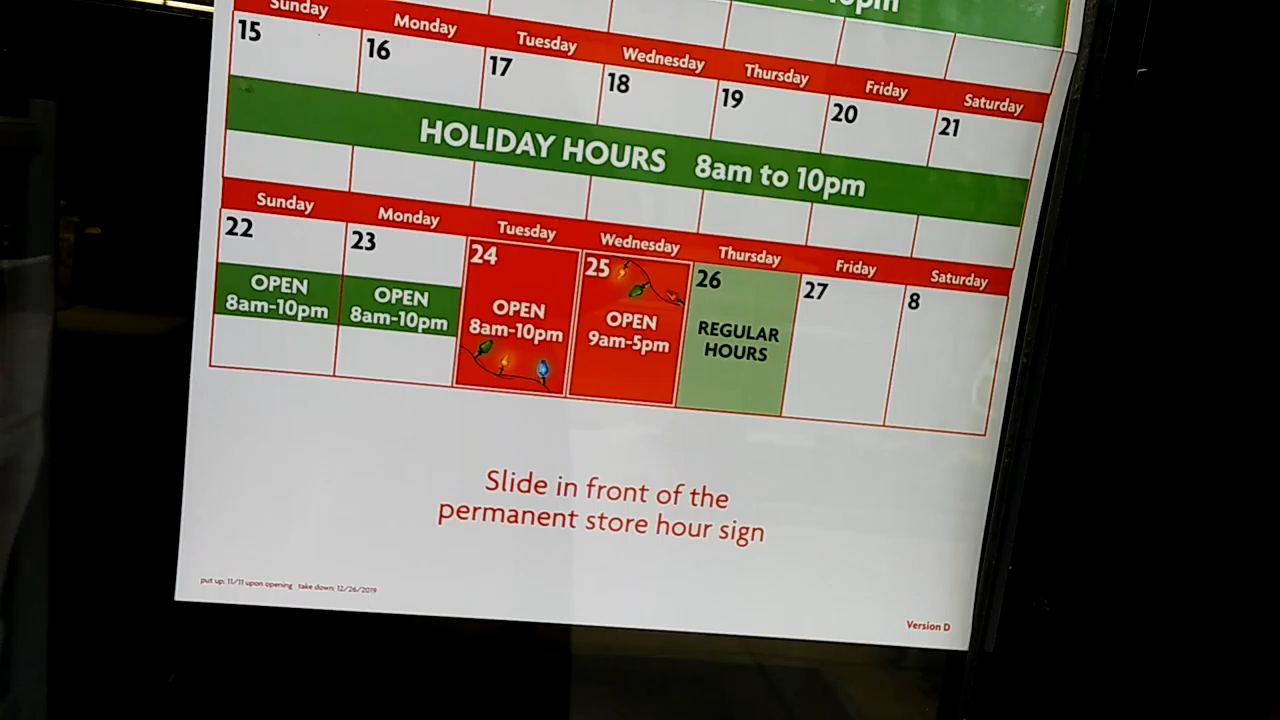 Sunday Monday Tuesday Wednesday Thursday Friday Saturday
15 16 17 18 19 20 21
HOLIDAY HOURS 8am to 10pm
Sunday Monday Tuesday Wednesday Thursday Friday Saturday
22 23 24 25 26 27 8
OPEN
8am-10pm
OPEN
8am-10pm
OPEN
8am-10pm
OPEN
9am-5pm
REGULAR
HOURS
Slide in front of the
permanent store hour sign
put up: 11/11 upon opening take down: 12/26/2019
Version D